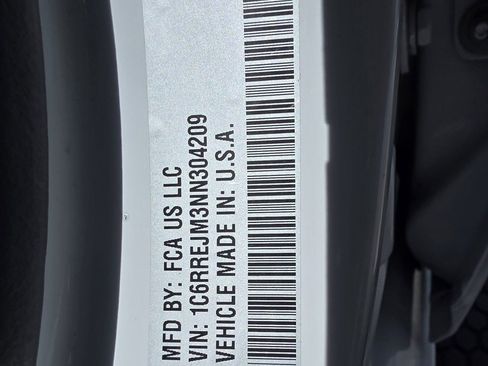 MFD BY: FCA US LLC
VIN: 1C6RREJM3NN304209
VEHICLE MADE IN: U.S.A.